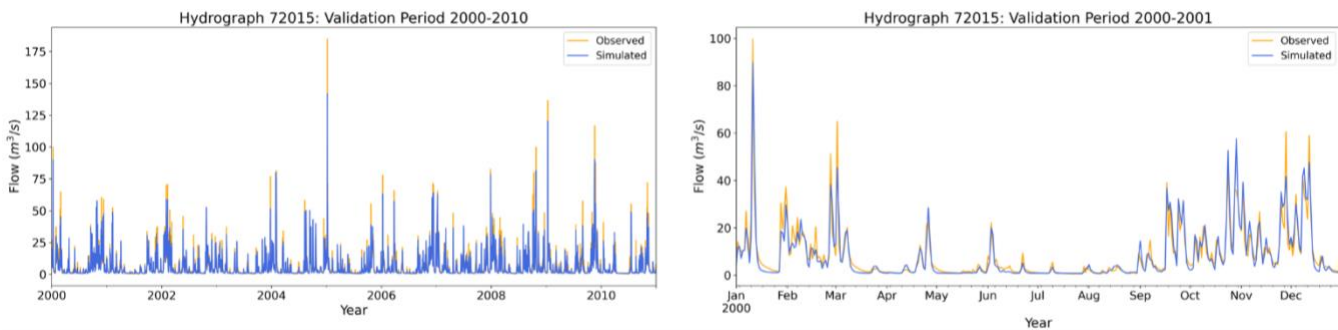 Hydrograph 72015: Validation Period 2000-2010
Flow (m³/s)
175
150
125
100
75
50
25
0
Observed
Simulated
2000 2002 2004 2006 2008 2010
Year
Hydrograph 72015: Validation Period 2000-2001
Flow (m³/s)
100
80
60
40
20
0
Observed
Simulated
Jan Feb Mar Apr May Jun Jul Aug Sep Oct Nov Dec
2000
Year